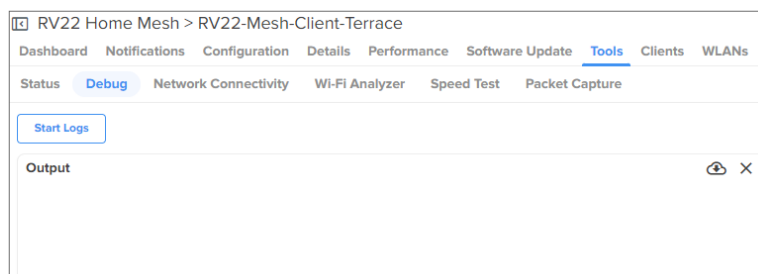 RV22 Home Mesh > RV22-Mesh-Client-Terrace
Dashboard Notifications Configuration Details Performance Software Update Tools Clients WLANs
Status Debug Network Connectivity Wi-Fi Analyzer Speed Test Packet Capture
Start Logs
Output